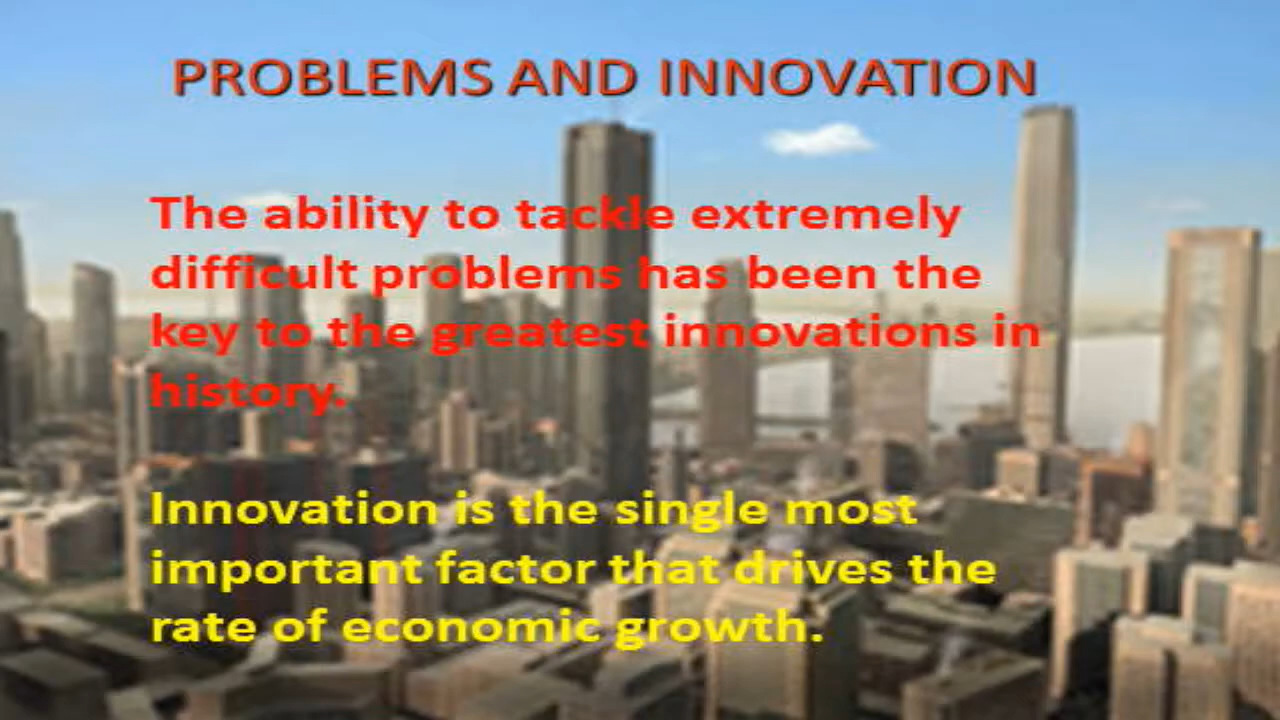 PROBLEMS AND INNOVATION
The ability to tackle extremely
difficult problems has been the
key to the greatest innovations in
history.
Innovation is the single most
important factor that drives the
rate of economic growth.